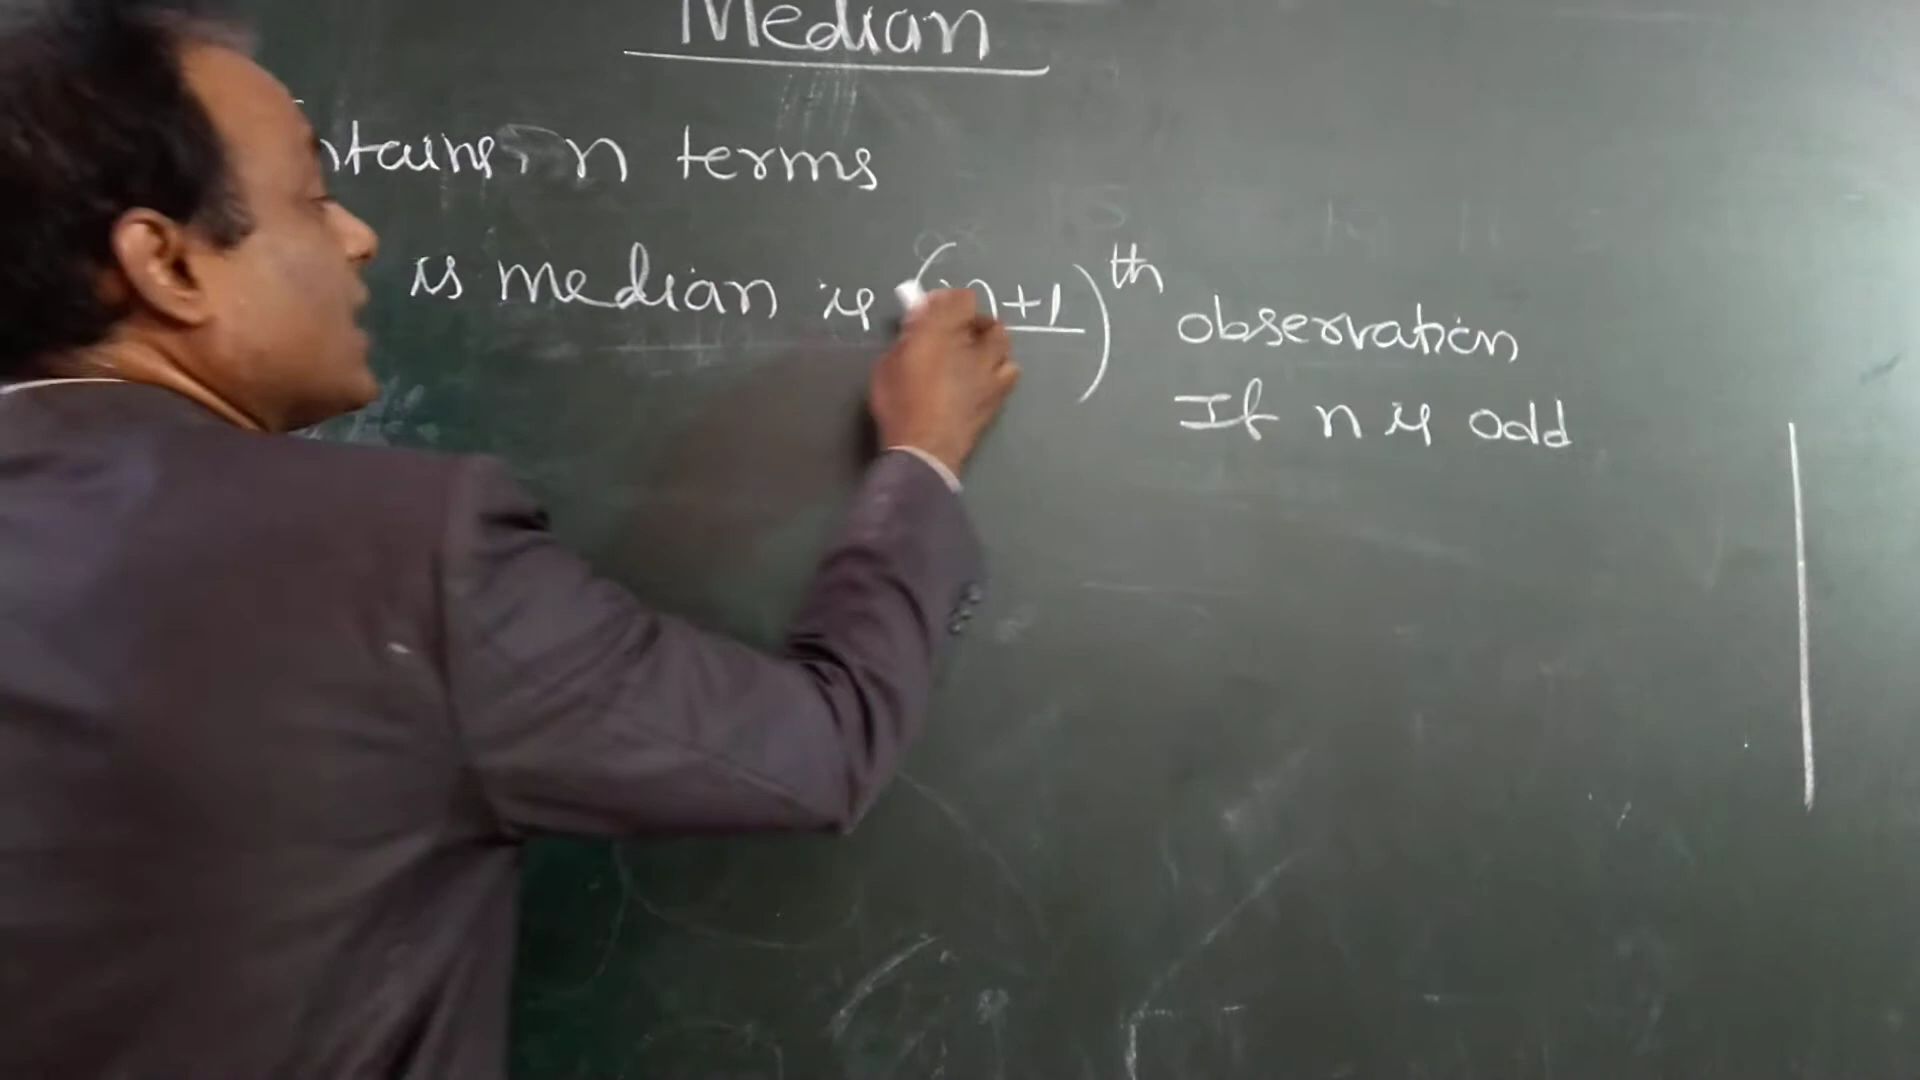 Median
ntains n terms
is median is (n+1)th
observation
If n is odd